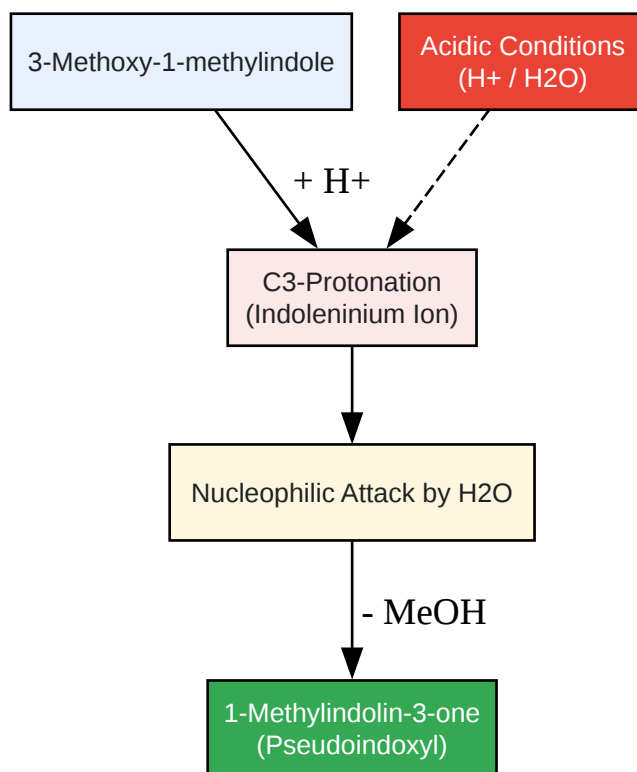 3-Methoxy-1-methylindole
Acidic Conditions
(H+ / H2O)
+ H+
C3-Protonation
(Indoleninium Ion)
Nucleophilic Attack by H2O
- MeOH
1-Methylindolin-3-one
(Pseudoindoxyl)